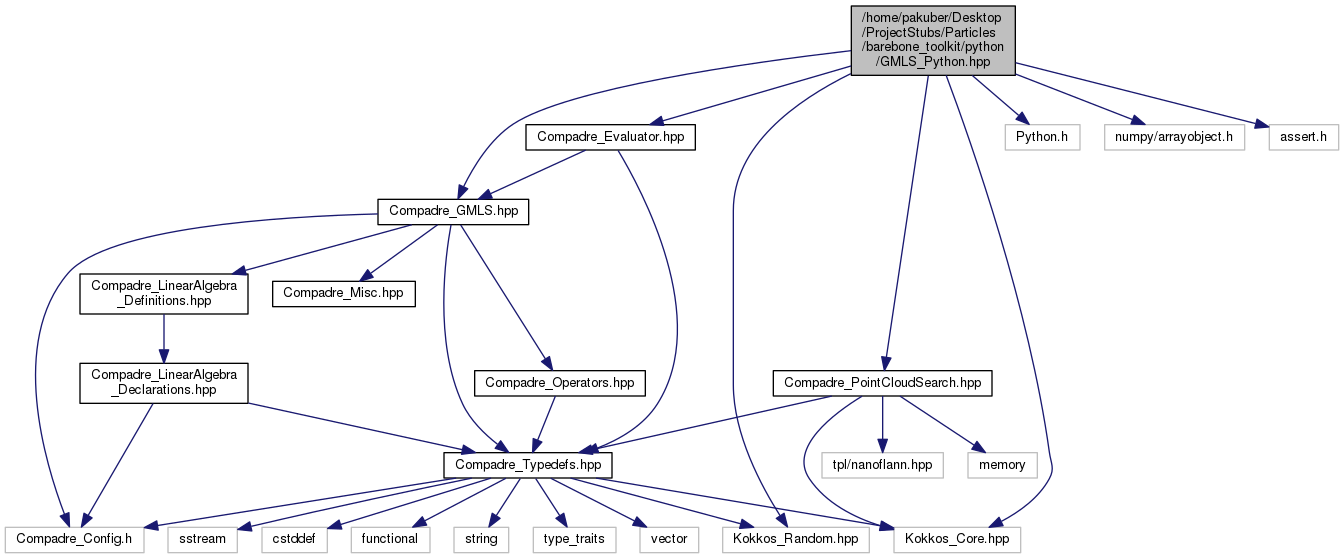 /home/pakuber/Desktop
/ProjectStubs/Particles
/barebone_toolkit/python
/GMLS_Python.hpp
Compadre_Evaluator.hpp
Python.h
numpy/arrayobject.h
assert.h
Compadre_GMLS.hpp
Compadre_LinearAlgebra
_Definitions.hpp
Compadre_Misc.hpp
Compadre_LinearAlgebra
_Declarations.hpp
Compadre_Operators.hpp
Compadre_PointCloudSearch.hpp
Compadre_Typedefs.hpp
tpl/nanoflann.hpp
memory
Compadre_Config.h
sstream
cstddef
functional
string
type_traits
vector
Kokkos_Random.hpp
Kokkos_Core.hpp